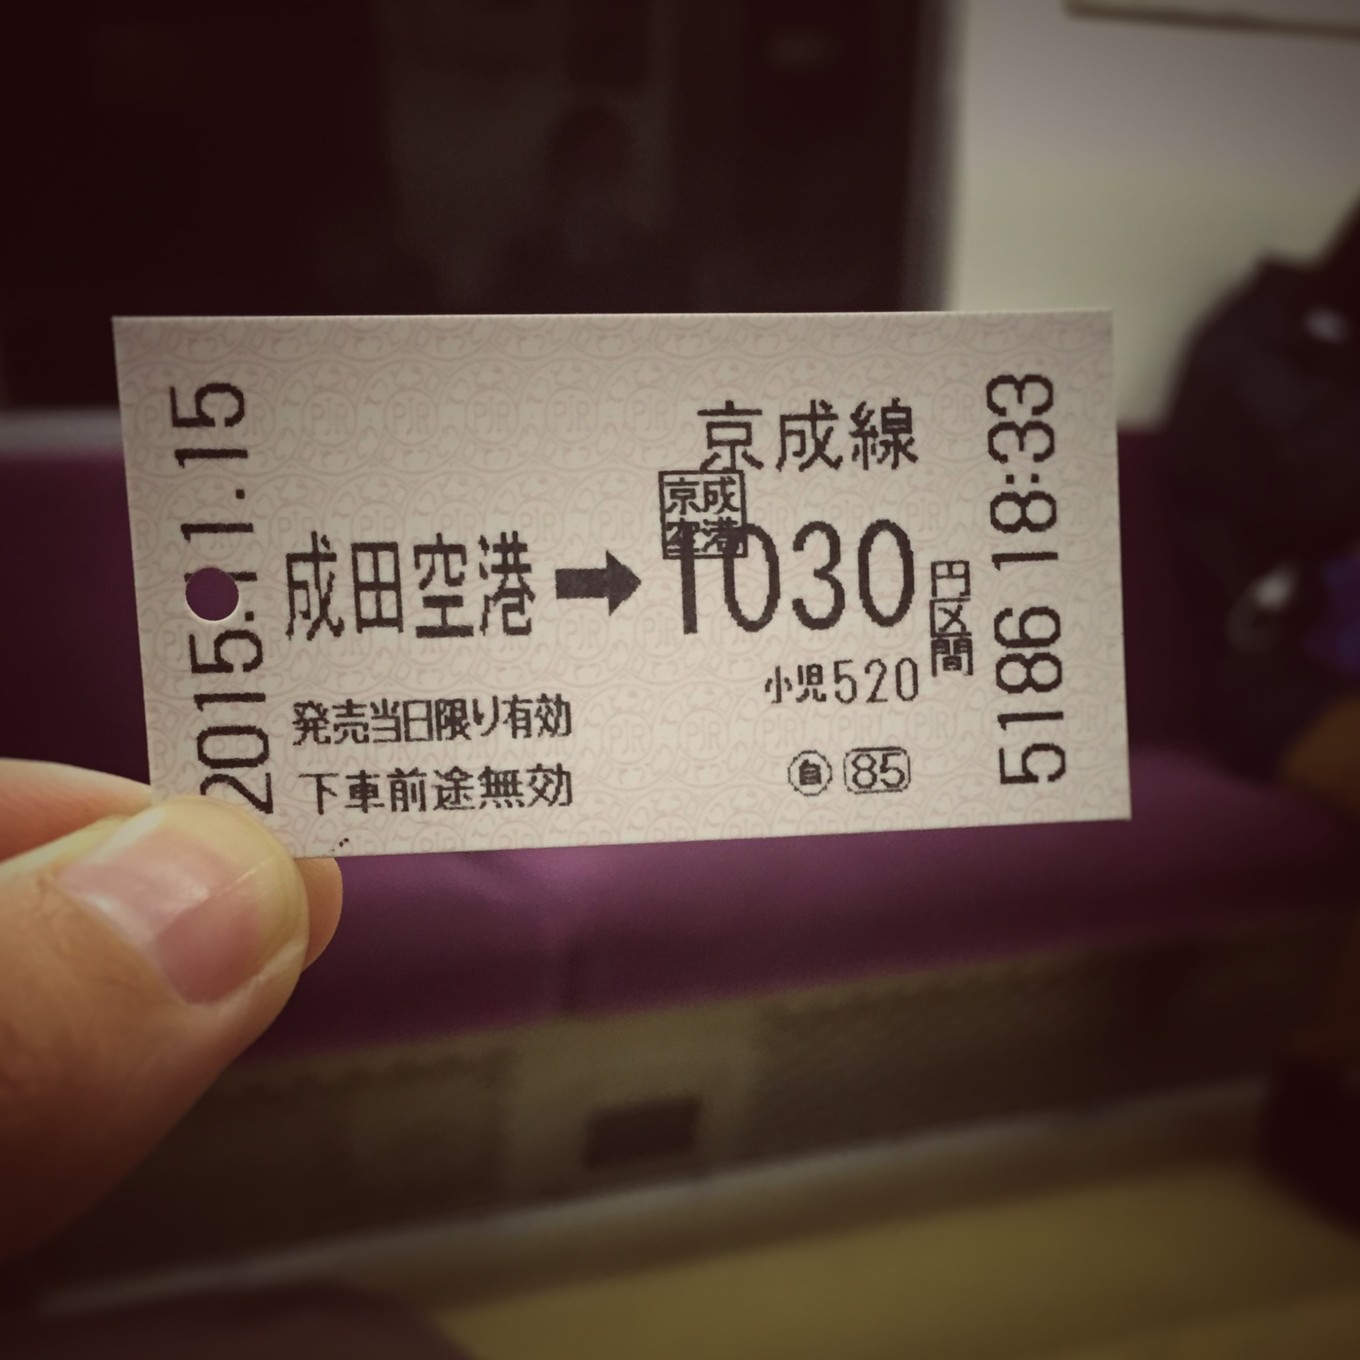 2015.11.15
京成線
京成
空港
成田空港➡1030円区間
小児520
発売当日限り有効
下車前途無効
自 85
5186 18:33